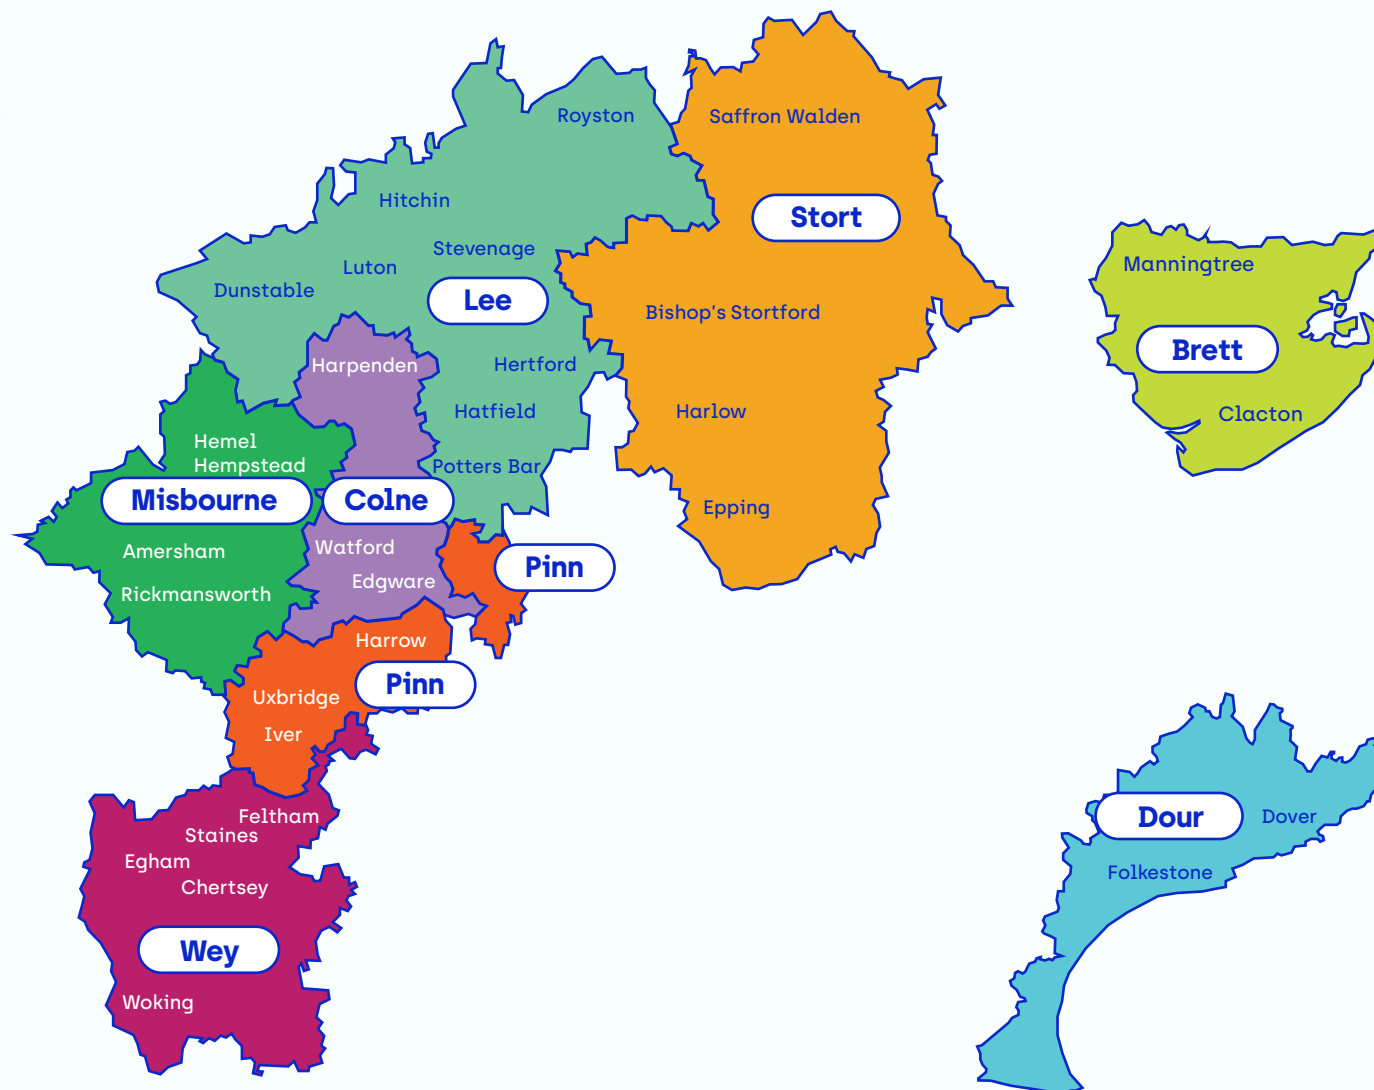 Royston
Saffron Walden
Hitchin
Stort
Stevenage
Luton
Dunstable
Lee
Bishop's Stortford
Harpenden
Hertford
Hatfield
Harlow
Hemel
Hempstead
Potters Bar
Misbourne
Colne
Epping
Amersham
Watford
Edgware
Pinn
Rickmansworth
Harrow
Pinn
Uxbridge
Iver
Feltham
Staines
Egham
Chertsey
Wey
Woking
Manningtree
Brett
Clacton
Dour
Dover
Folkestone